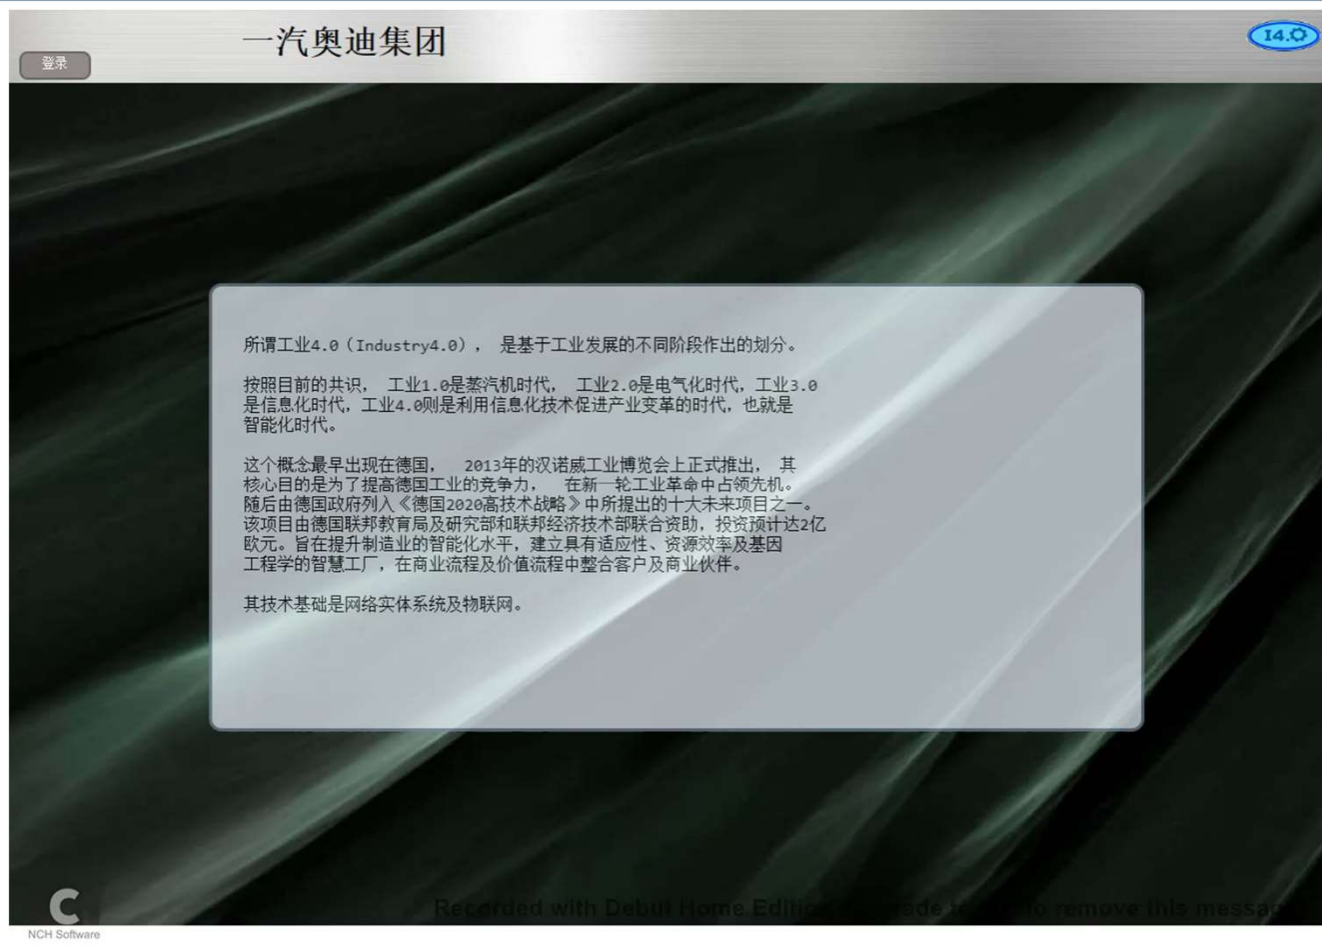 一汽奥迪集团
I4.
登录
所谓工业4.0（Industry4.0）， 是基于工业发展的不同阶段作出的划分。
按照目前的共识， 工业1.0是蒸汽机时代， 工业2.0是电气化时代，工业3.0
是信息化时代，工业4.0则是利用信息化技术促进产业变革的时代，也就是
智能化时代。
这个概念最早出现在德国， 2013年的汉诺威工业博览会上正式推出， 其
核心目的是为了提高德国工业的竞争力， 在新一轮工业革命中占领先机。
随后由德国政府列入《德国2020高技术战略》中所提出的十大未来项目之一。
该项目由德国联邦教育局及研究部和联邦经济技术部联合资助，投资预计达2亿
欧元。旨在提升制造业的智能化水平，建立具有适应性、资源效率及基因
工程学的智慧工厂，在商业流程及价值流程中整合客户及商业伙伴。
其技术基础是网络实体系统及物联网。
Recorded with Debut Home Edition remove this message
NCH Software